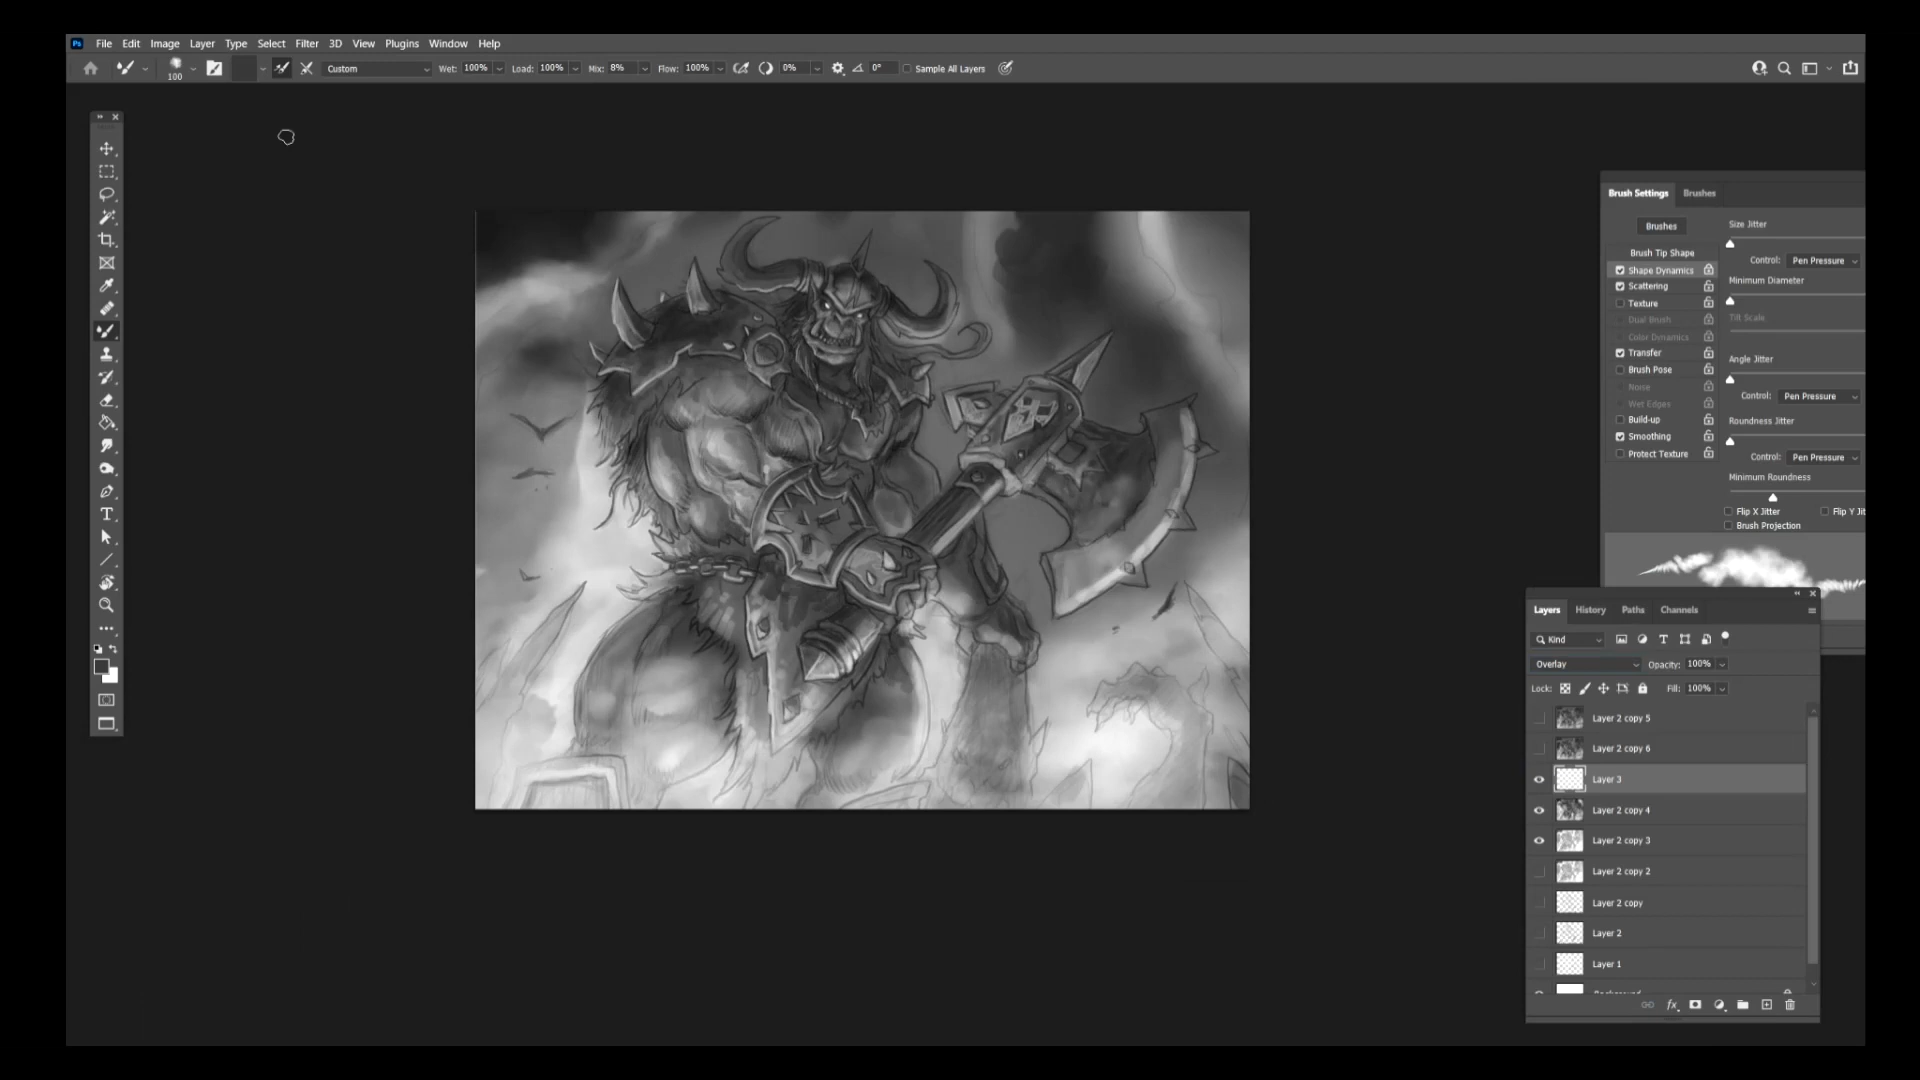 Ps File Edit Image Layer Type Select Filter 3D View Plugins Window Help
100 Custom Wet: 100% Load: 100% Mix: 8% Flow: 100% 0% 0° Sample All Layers
Brush Settings Brushes
Brushes
Size Jitter
Brush Tip Shape
Control: Pen Pressure
Shape Dynamics
Minimum Diameter
Scattering
Texture
Tilt Scale
Dual Brush
Color Dynamics
Transfer
Angle Jitter
Brush Pose
Noise
Control: Pen Pressure
Wet Edges
Build-up
Roundness Jitter
Smoothing
Protect Texture
Control: Pen Pressure
Minimum Roundness
Flip X Jitter Flip Y Jit
Brush Projection
Layers History Paths Channels
Kind
Overlay Opacity: 100%
Lock: Fill: 100%
Layer 2 copy 5
Layer 2 copy 6
Layer 3
Layer 2 copy 4
Layer 2 copy 3
Layer 2 copy 2
Layer 2 copy
Layer 2
Layer 1